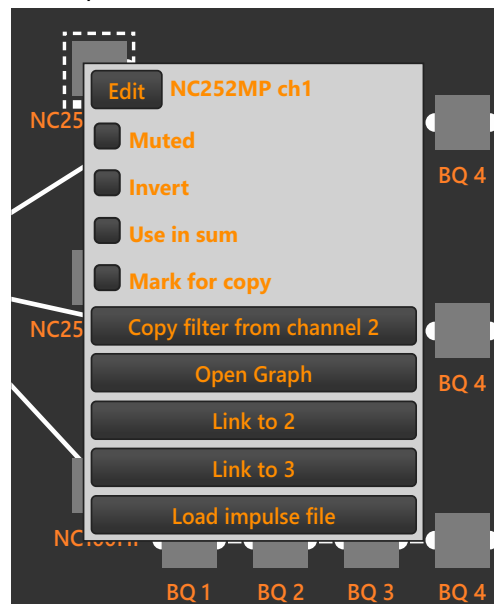 Edit NC252MP ch1
NC25
Muted
BQ 4
Invert
Use in sum
Mark for copy
NC25
Copy filter from channel 2
Open Graph
BQ 4
Link to 2
Link to 3
Load impulse file
BQ 1 BQ 2 BQ 3 BQ 4